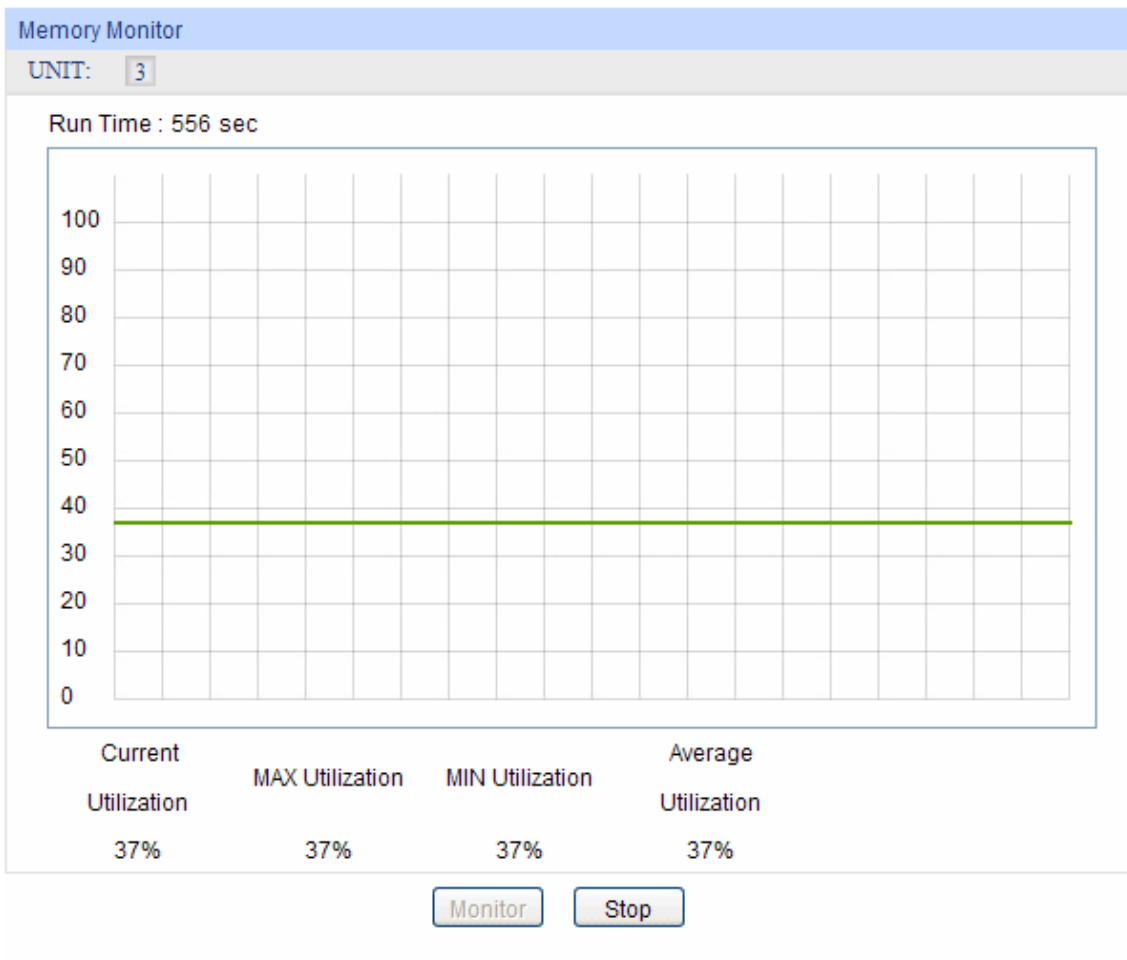 Memory Monitor
UNIT: 3
Run Time : 556 sec
100
90
80
70
60
50
40
30
20
10
0
Current Utilization MAX Utilization MIN Utilization Average Utilization
37% 37% 37% 37%
Monitor Stop